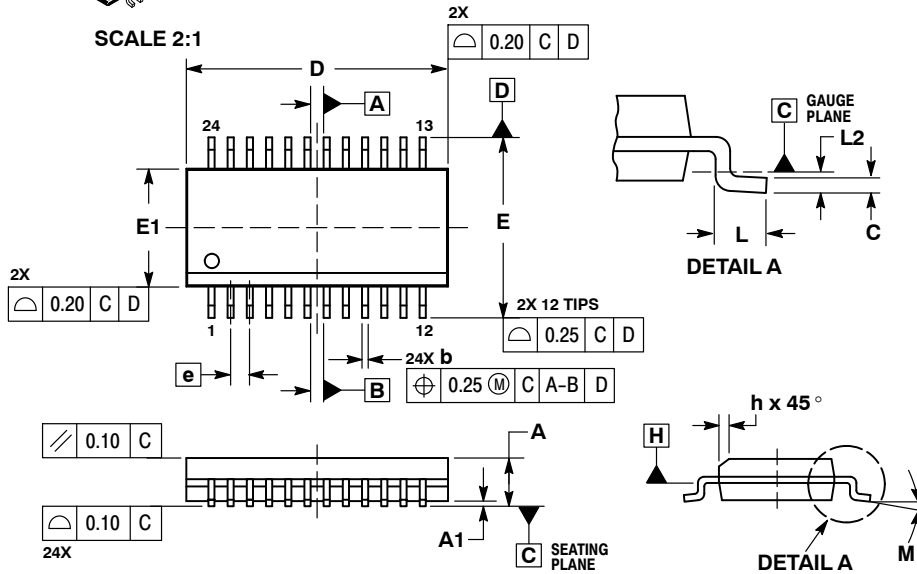 SCALE 2:1
2X
⌓ 0.20 C D
D
A
D
24
13
E1
E
2X
⌓ 0.20 C D
1
12
2X 12 TIPS
⌓ 0.25 C D
e
24X b
B
⌖ 0.25 Ⓜ C A-B D
C GAUGE PLANE
L2
L
C
DETAIL A
⫽ 0.10 C
A
⌓ 0.10 C
24X
A1
C SEATING PLANE
h x 45°
H
M
DETAIL A